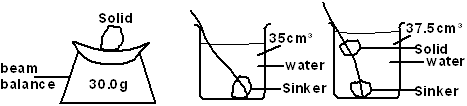 Solid
beam
balance
30.0g
35cm³
water
Sinker
37.5cm³
Solid
water
Sinker